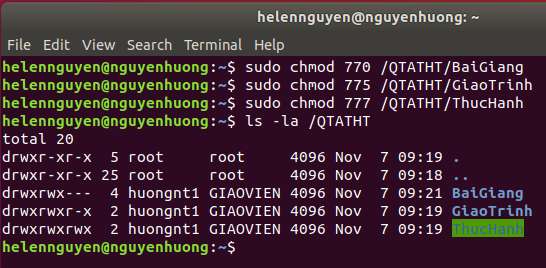 helennguyen@nguyenhuong: ~
File Edit View Search Terminal Help
helennguyen@nguyenhuong:~$ sudo chmod 770 /QTATHT/BaiGiang
helennguyen@nguyenhuong:~$ sudo chmod 775 /QTATHT/GiaoTrinh
helennguyen@nguyenhuong:~$ sudo chmod 777 /QTATHT/ThucHanh
helennguyen@nguyenhuong:~$ ls -la /QTATHT
total 20
drwxr-xr-x  5 root     root     4096 Nov  7 09:19 .
drwxr-xr-x 25 root     root     4096 Nov  7 09:18 ..
drwxrwx---  4 huongnt1 GIAOVIEN 4096 Nov  7 09:21 BaiGiang
drwxrwxr-x  2 huongnt1 GIAOVIEN 4096 Nov  7 09:19 GiaoTrinh
drwxrwxrwx  2 huongnt1 GIAOVIEN 4096 Nov  7 09:19 ThucHanh
helennguyen@nguyenhuong:~$